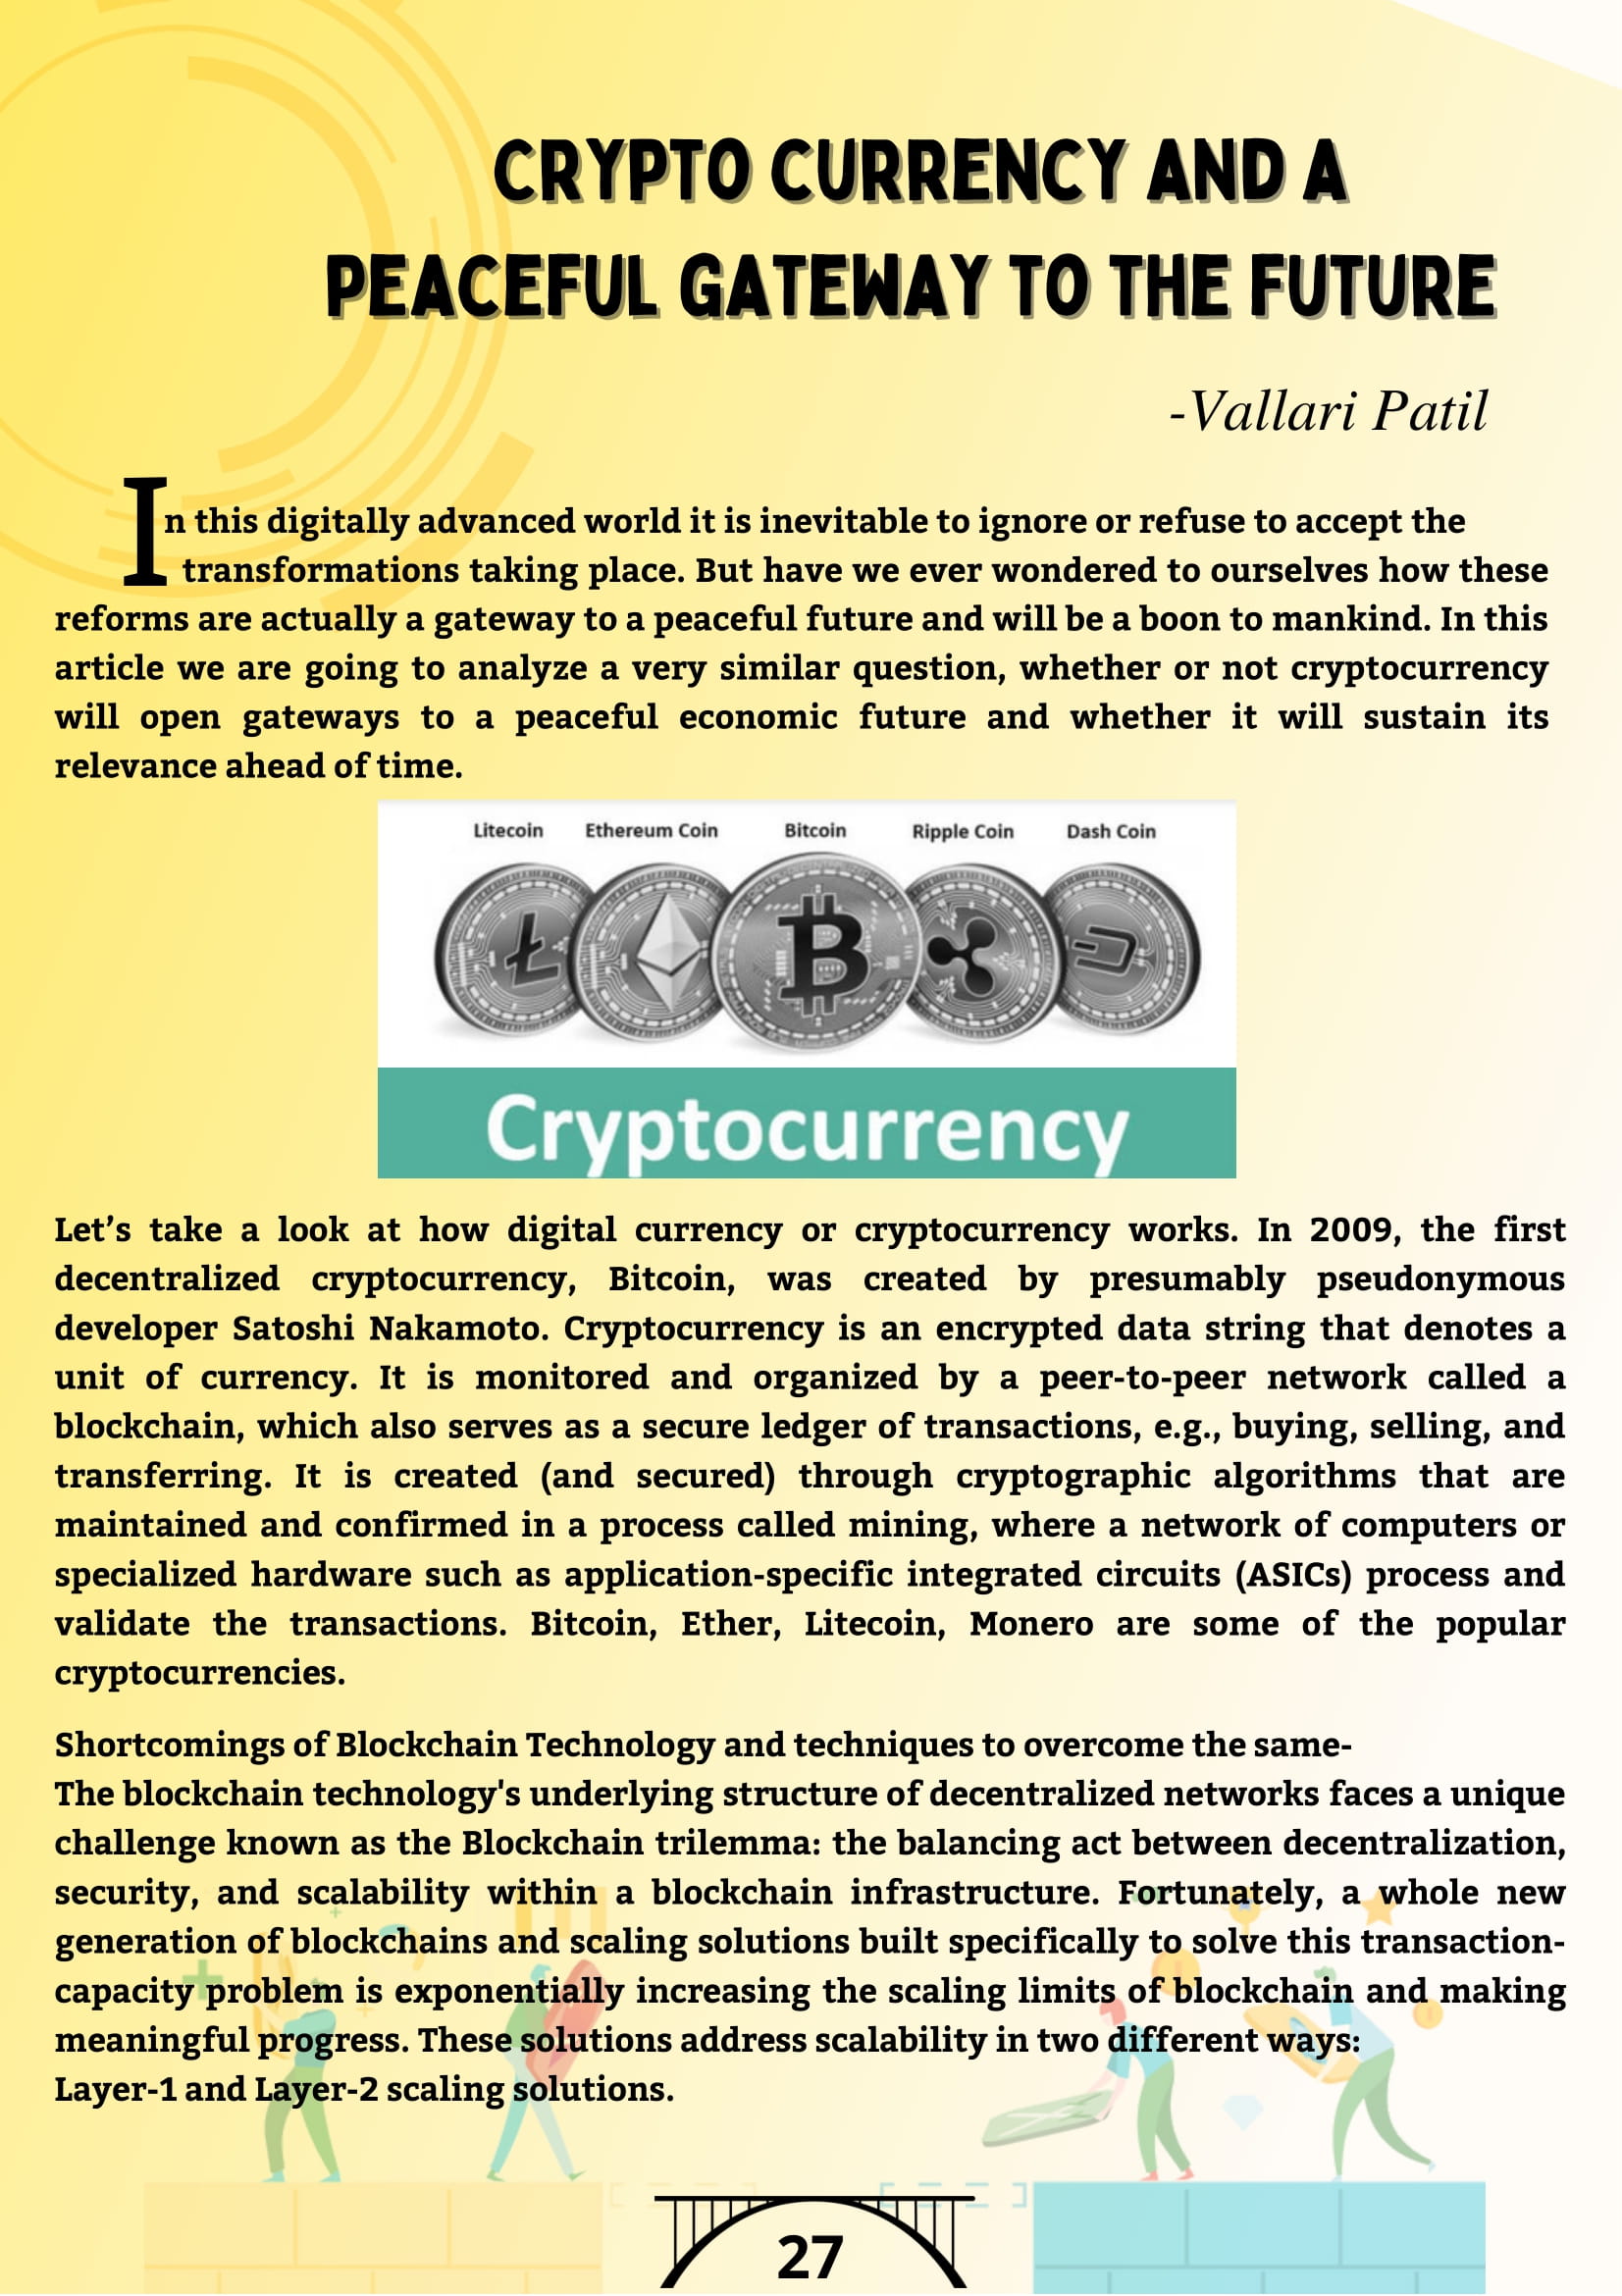 CRYPTO CURRENCY AND A
PEACEFUL GATEWAY TO THE FUTURE
-Vallari Patil
In this digitally advanced world it is inevitable to ignore or refuse to accept the
transformations taking place. But have we ever wondered to ourselves how these
reforms are actually a gateway to a peaceful future and will be a boon to mankind. In this
article we are going to analyze a very similar question, whether or not cryptocurrency
will open gateways to a peaceful economic future and whether it will sustain its
relevance ahead of time.
Litecoin Ethereum Coin Bitcoin Ripple Coin Dash Coin
Cryptocurrency
Let’s take a look at how digital currency or cryptocurrency works. In 2009, the first
decentralized cryptocurrency, Bitcoin, was created by presumably pseudonymous
developer Satoshi Nakamoto. Cryptocurrency is an encrypted data string that denotes a
unit of currency. It is monitored and organized by a peer-to-peer network called a
blockchain, which also serves as a secure ledger of transactions, e.g., buying, selling, and
transferring. It is created (and secured) through cryptographic algorithms that are
maintained and confirmed in a process called mining, where a network of computers or
specialized hardware such as application-specific integrated circuits (ASICs) process and
validate the transactions. Bitcoin, Ether, Litecoin, Monero are some of the popular
cryptocurrencies.
Shortcomings of Blockchain Technology and techniques to overcome the same-
The blockchain technology's underlying structure of decentralized networks faces a unique
challenge known as the Blockchain trilemma: the balancing act between decentralization,
security, and scalability within a blockchain infrastructure. Fortunately, a whole new
generation of blockchains and scaling solutions built specifically to solve this transaction-
capacity problem is exponentially increasing the scaling limits of blockchain and making
meaningful progress. These solutions address scalability in two different ways:
Layer-1 and Layer-2 scaling solutions.
27